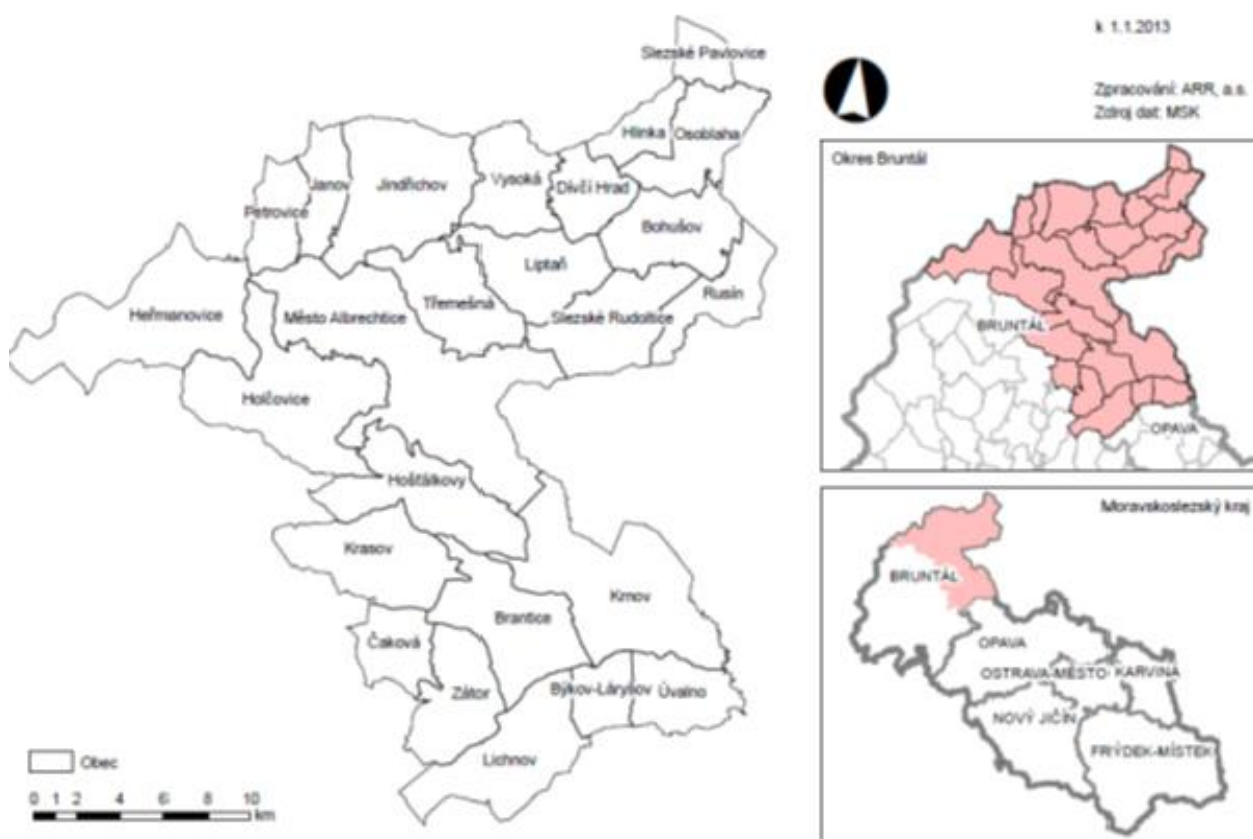 k 1.1.2013
Slezské Pavlovice
Zpracování: ARR, a.s.
Zdroj dat: MSK
Hlinka
Osoblaha
Okres Bruntál
Janov
Jindřichov
Vysoká
Dívčí Hrad
Petrovice
Bohušov
Liptaň
Rusín
Třemešná
Heřmanovice
Město Albrechtice
Slezské Rudoltice
BRUNTÁL
Holčovice
OPAVA
Hošťálkovy
Moravskoslezský kraj
Krasov
BRUNTÁL
Krnov
Brantice
Čaková
OPAVA
OSTRAVA-MĚSTO
KARVINÁ
Zátor
Býkov-Láryšov
Úvalno
NOVÝ JIČÍN
FRÝDEK-MÍSTEK
Lichnov
Obec
0 1 2 4 6 8 10
km